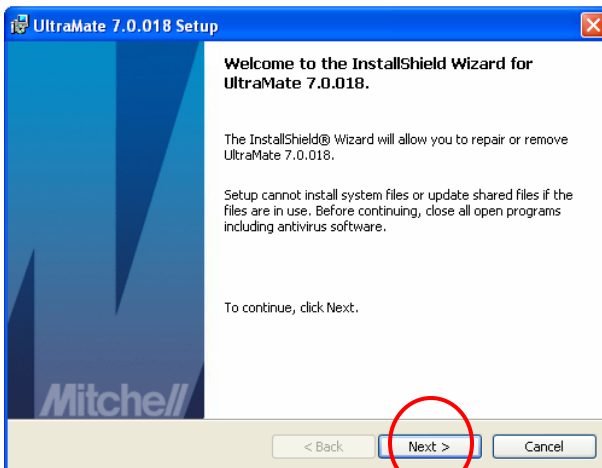 UltraMate 7.0.018 Setup
Welcome to the InstallShield Wizard for
UltraMate 7.0.018.
The InstallShield® Wizard will allow you to repair or remove
UltraMate 7.0.018.
Setup cannot install system files or update shared files if the
files are in use. Before continuing, close all open programs
including antivirus software.
To continue, click Next.
Mitchell
< Back Next > Cancel